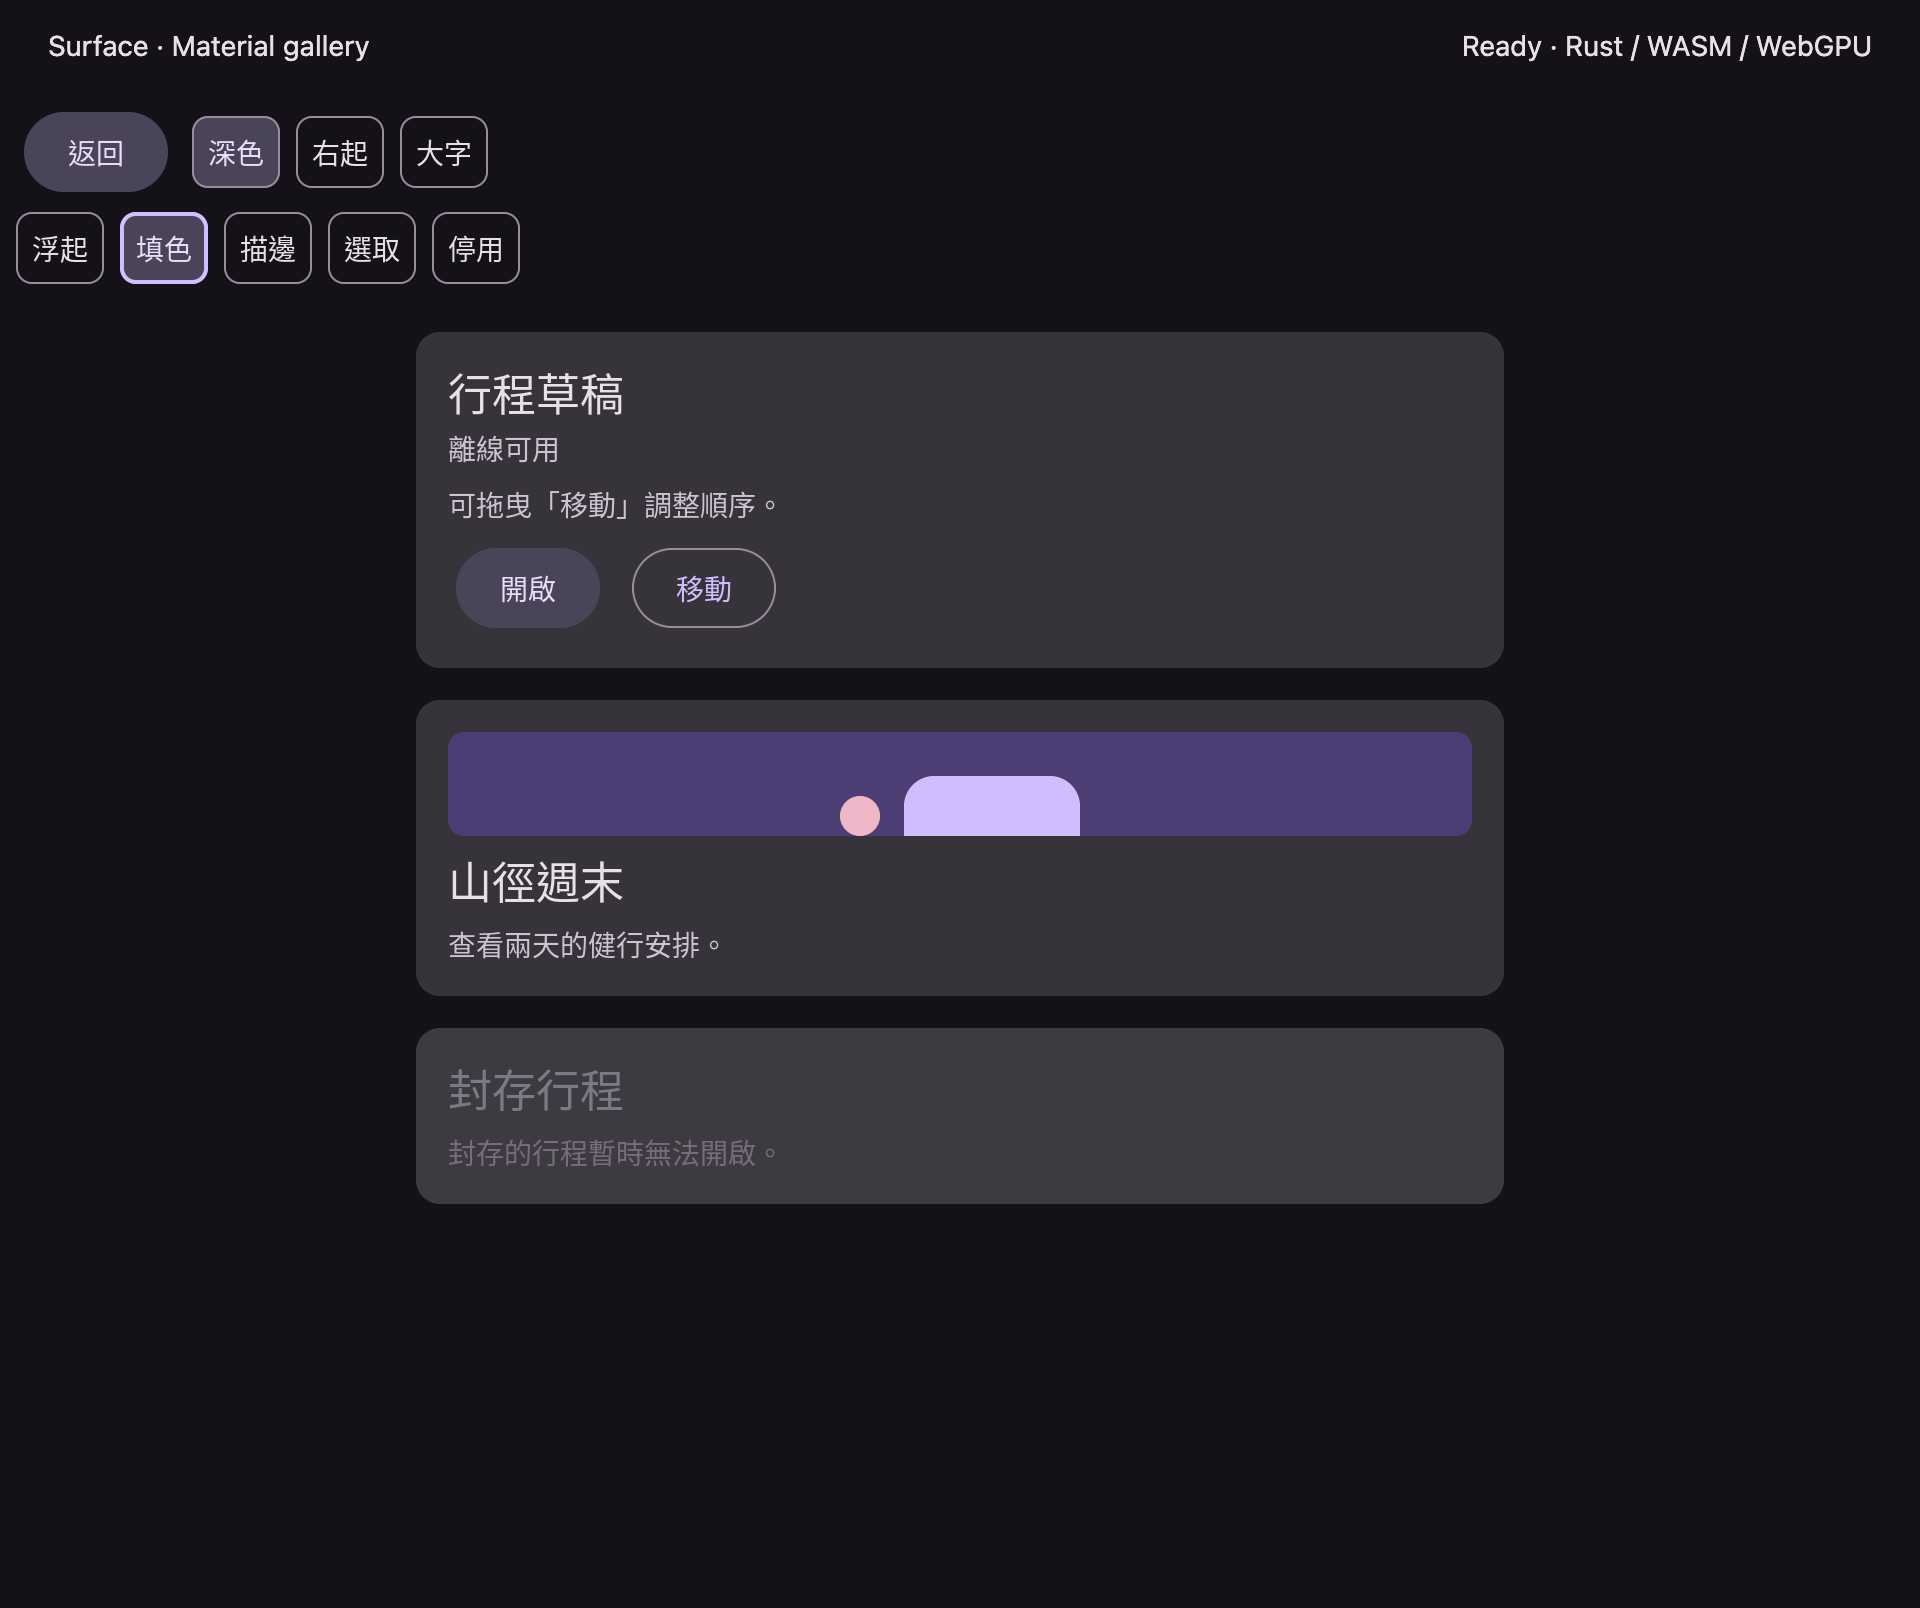 Surface · Material gallery
Ready · Rust / WASM / WebGPU
返回 深色 右起 大字
浮起 填色 描邊 選取 停用
行程草稿
離線可用
可拖曳「移動」調整順序。
開啟 移動
山徑週末
查看兩天的健行安排。
封存行程
封存的行程暫時無法開啟。